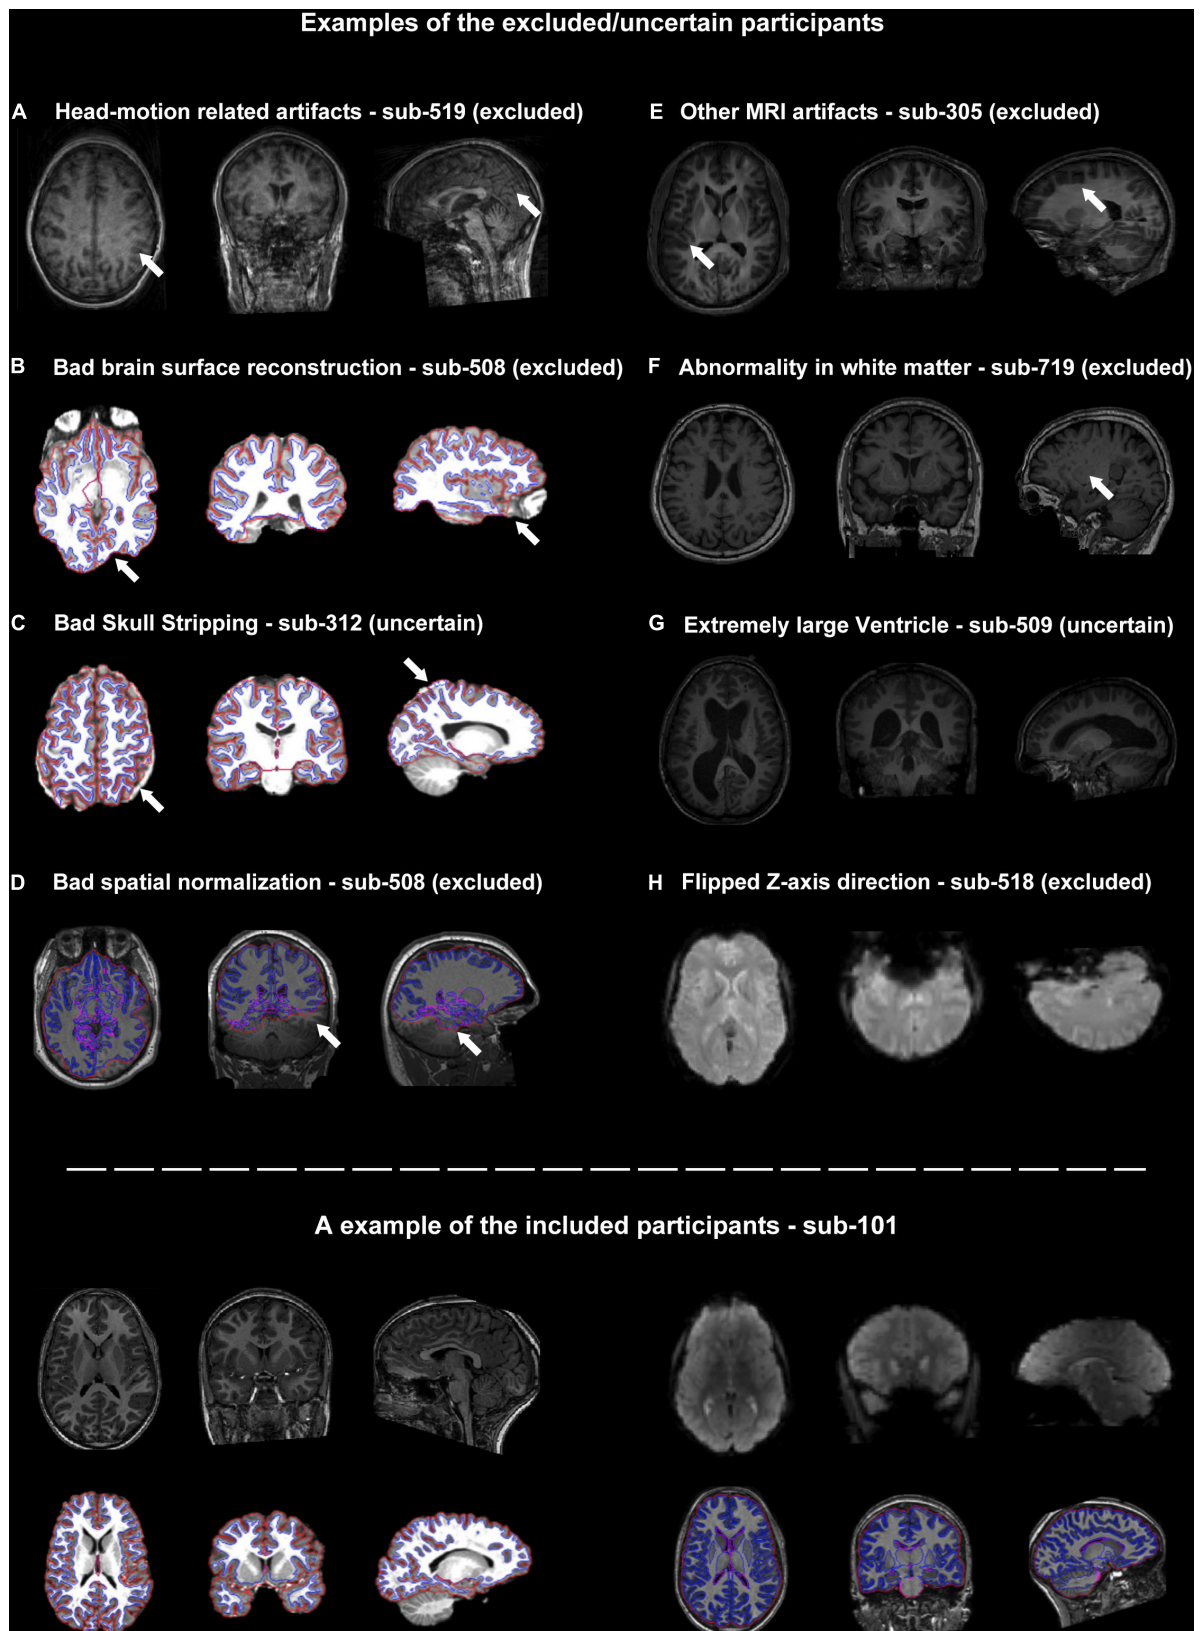 Examples of the excluded/uncertain participants
A Head-motion related artifacts - sub-519 (excluded)
E Other MRI artifacts - sub-305 (excluded)
B Bad brain surface reconstruction - sub-508 (excluded)
F Abnormality in white matter - sub-719 (excluded)
C Bad Skull Stripping - sub-312 (uncertain)
G Extremely large Ventricle - sub-509 (uncertain)
D Bad spatial normalization - sub-508 (excluded)
H Flipped Z-axis direction - sub-518 (excluded)
A example of the included participants - sub-101